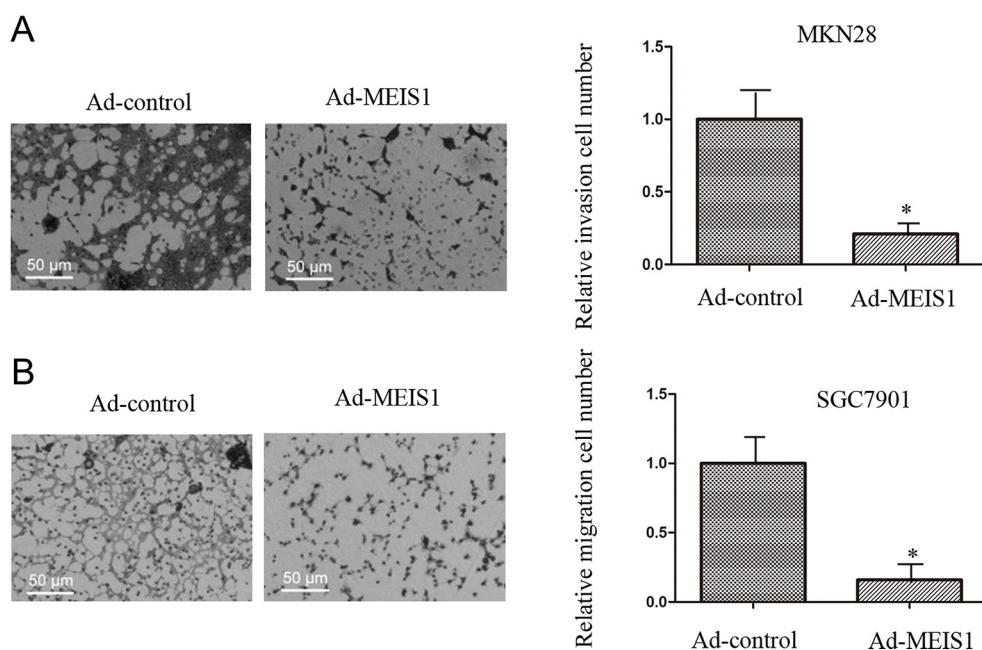 A
Ad-control
Ad-MEIS1
50 µm
50 µm
MKN28
Relative invasion cell number
1.5
1.0
0.5
0.0
*
Ad-control
Ad-MEIS1
B
Ad-control
Ad-MEIS1
50 µm
50 µm
SGC7901
Relative migration cell number
1.5
1.0
0.5
0.0
*
Ad-control
Ad-MEIS1